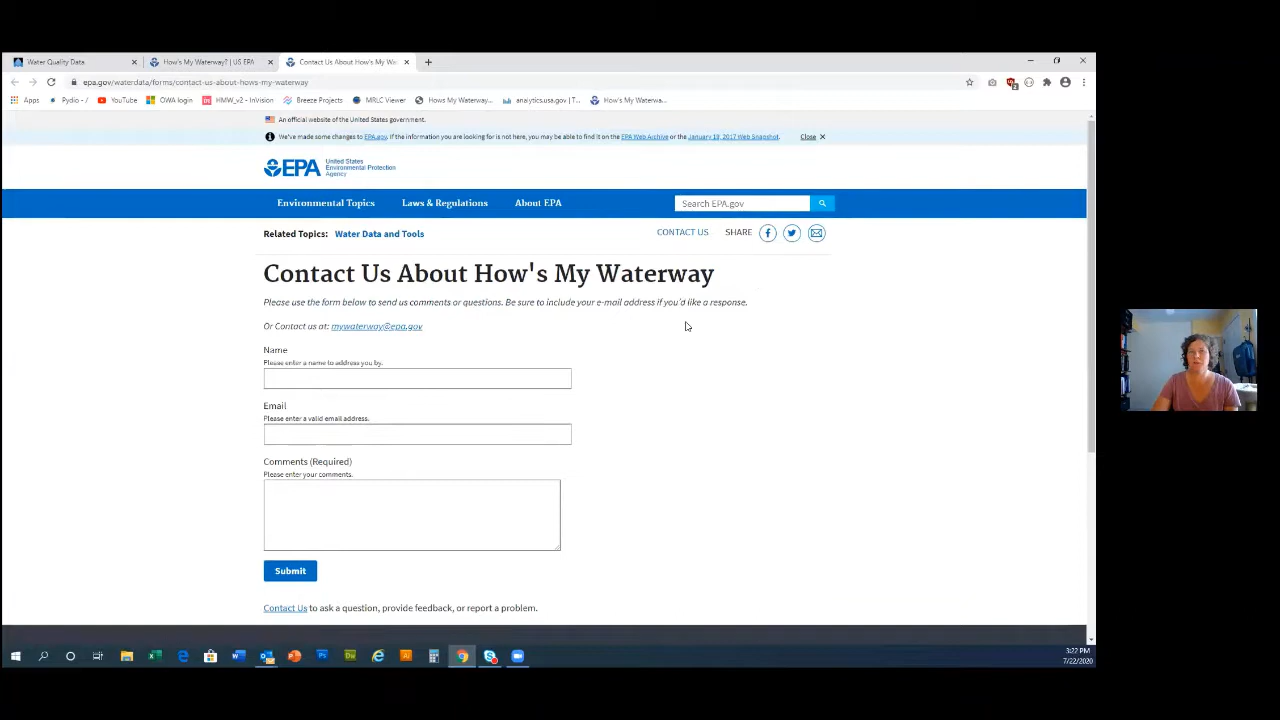 Water Quality Data
How's My Waterway? | US EPA
Contact Us About How's My Wa
epa.gov/waterdata/forms/contact-us-about-hows-my-waterway
Apps
Pydio - /
YouTube
OWA login
HMW_v2 - InVision
Breeze Projects
MRLC Viewer
Hows My Waterway...
analytics.usa.gov | T...
How's My Waterwa...
An official website of the United States government.
We've made some changes to EPA.gov. If the information you are looking for is not here, you may be able to find it on the EPA Web Archive or the January 19, 2017 Web Snapshot.
Close
EPA
United States
Environmental Protection
Agency
Environmental Topics
Laws & Regulations
About EPA
Search EPA.gov
Related Topics:
Water Data and Tools
CONTACT US
SHARE
Contact Us About How's My Waterway
Please use the form below to send us comments or questions. Be sure to include your e-mail address if you'd like a response.
Or Contact us at: mywaterway@epa.gov
Name
Please enter a name to address you by.
Email
Please enter a valid email address.
Comments (Required)
Please enter your comments.
Submit
Contact Us to ask a question, provide feedback, or report a problem.
3:22 PM
7/22/2020